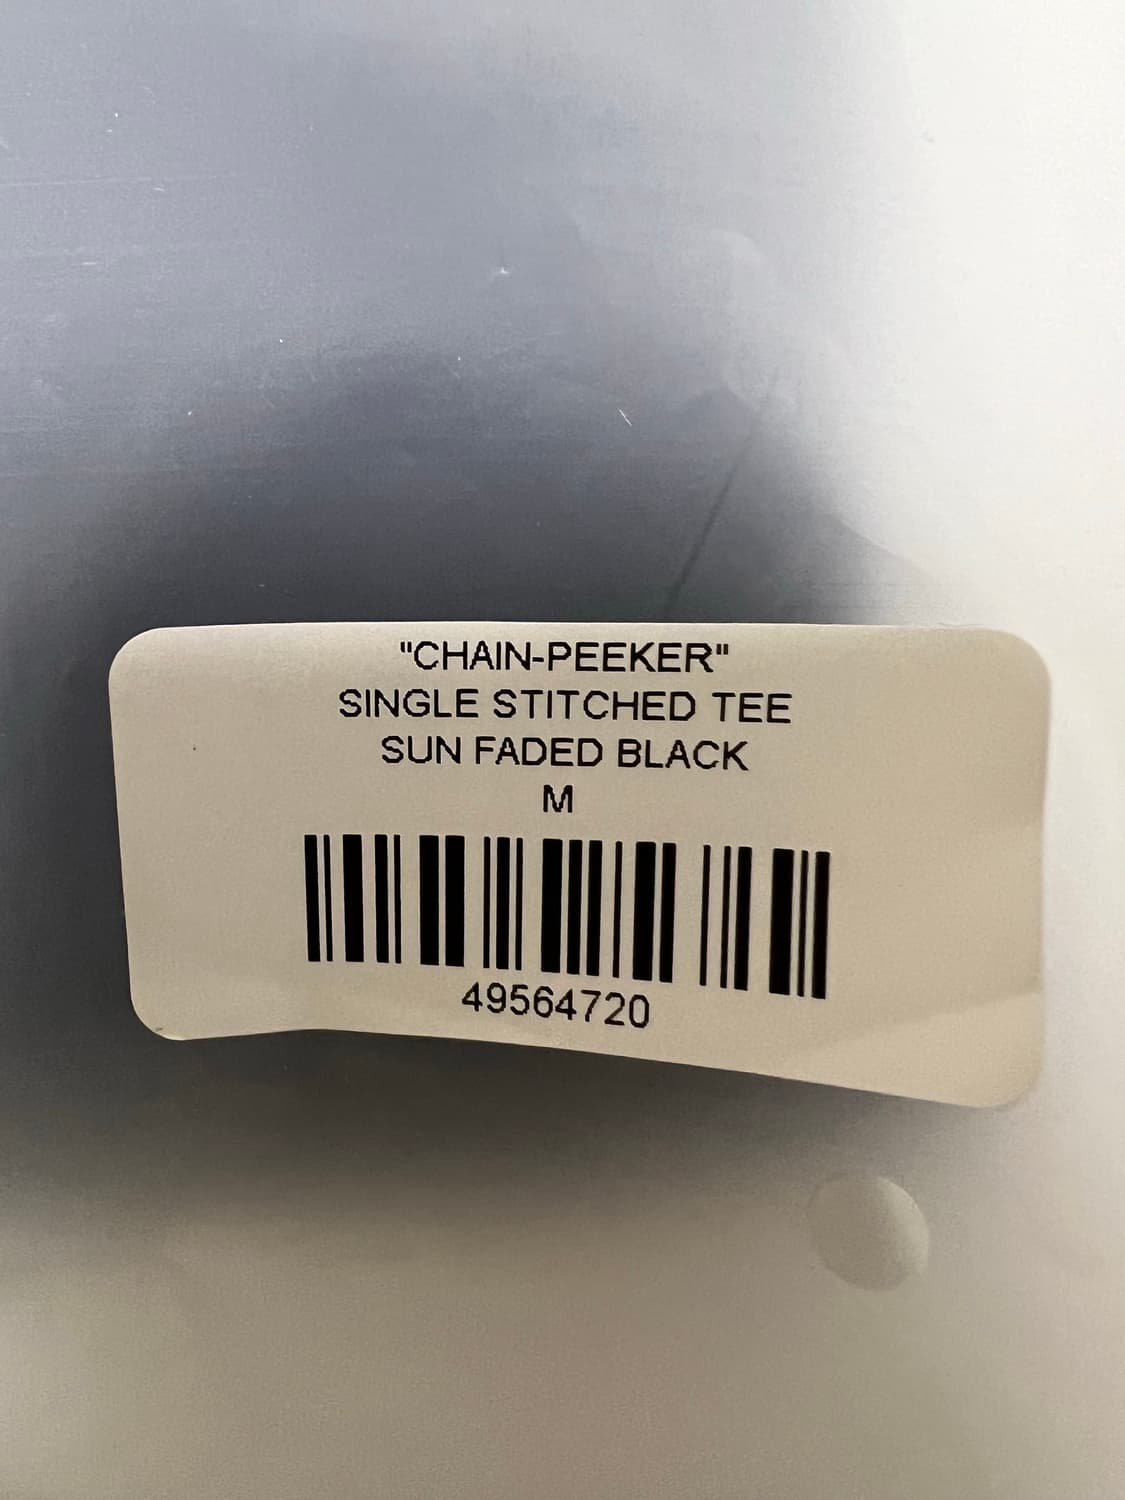 "CHAIN-PEEKER"
SINGLE STITCHED TEE
SUN FADED BLACK
M
49564720